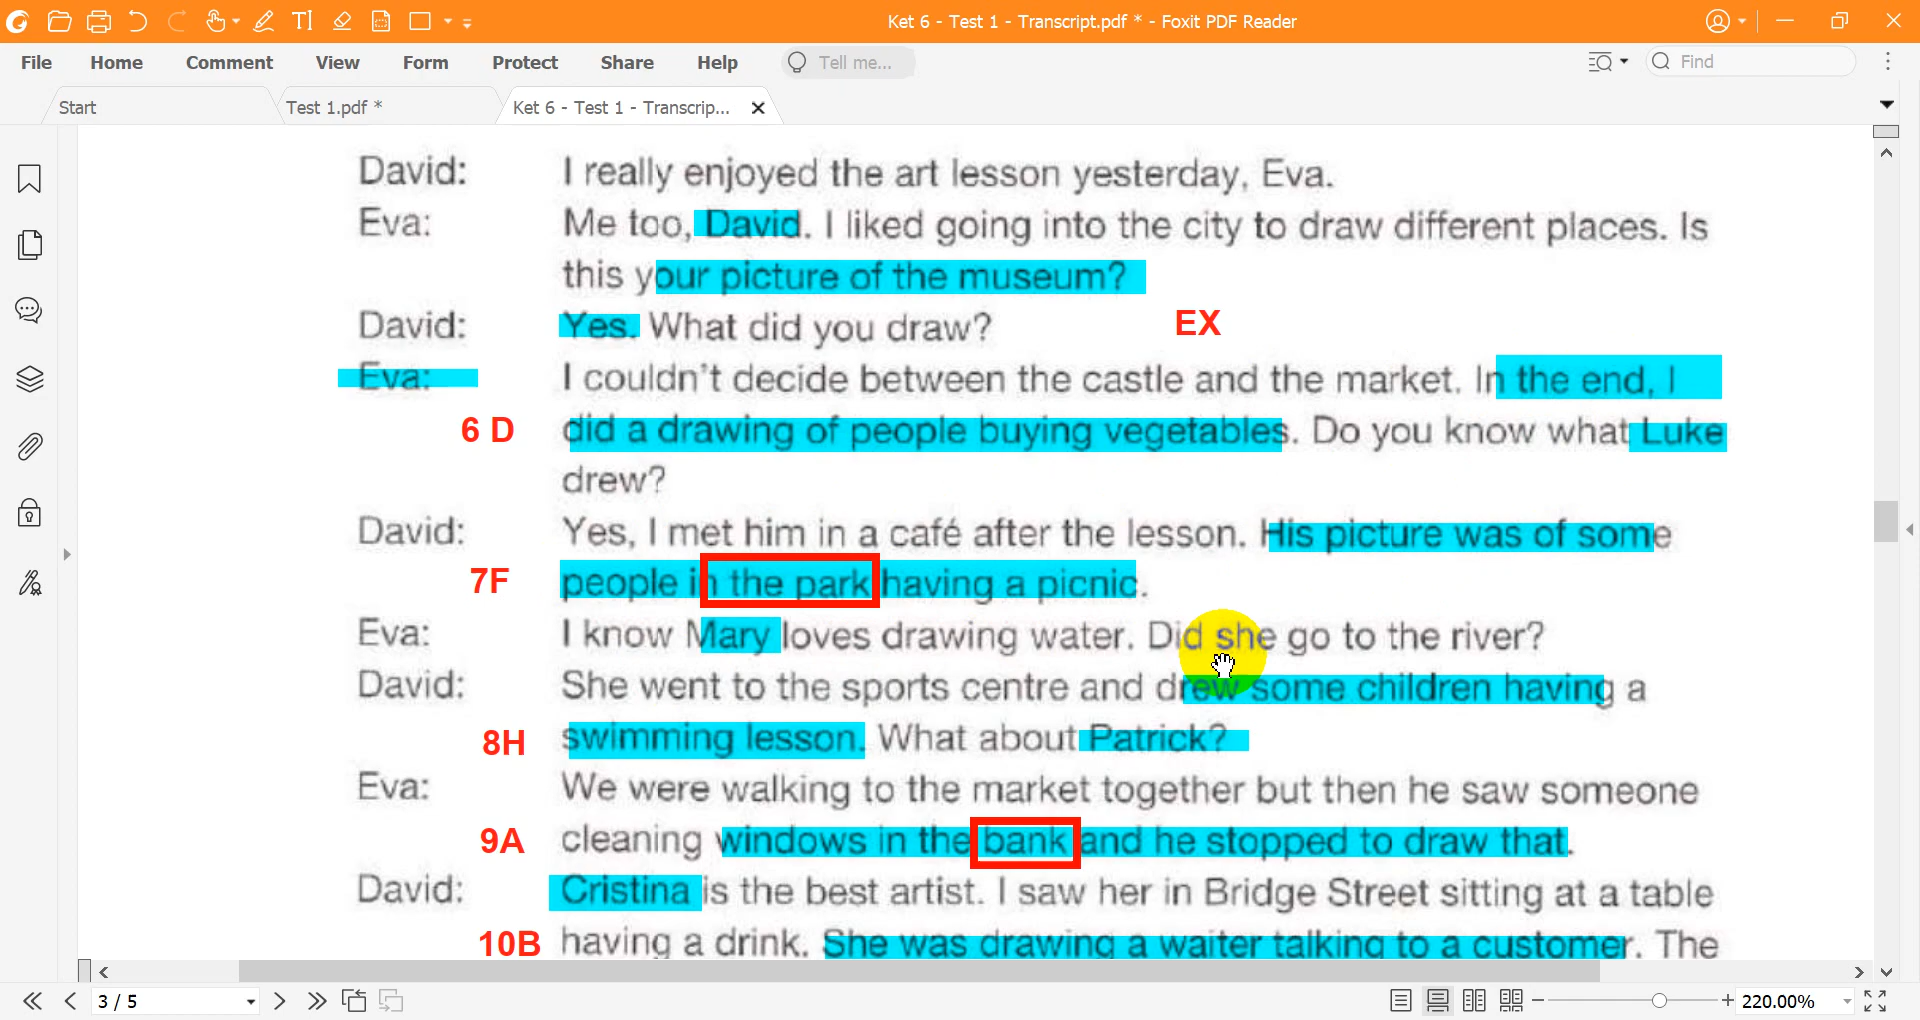 Ket 6 - Test 1 - Transcript.pdf * - Foxit PDF Reader
File Home Comment View Form Protect Share Help Tell me... Find
Start Test 1.pdf * Ket 6 - Test 1 - Transcrip...
David: I really enjoyed the art lesson yesterday, Eva.
Eva: Me too, David. I liked going into the city to draw different places. Is
this your picture of the museum?
David: Yes. What did you draw? EX
Eva: I couldn't decide between the castle and the market. In the end, I
6 D did a drawing of people buying vegetables. Do you know what Luke
drew?
David: Yes, I met him in a café after the lesson. His picture was of some
7F people in the park having a picnic.
Eva: I know Mary loves drawing water. Did she go to the river?
David: She went to the sports centre and drew some children having a
8H swimming lesson. What about Patrick?
Eva: We were walking to the market together but then he saw someone
9A cleaning windows in the bank and he stopped to draw that.
David: Cristina is the best artist. I saw her in Bridge Street sitting at a table
10B having a drink. She was drawing a waiter talking to a customer. The
3 / 5 220.00%